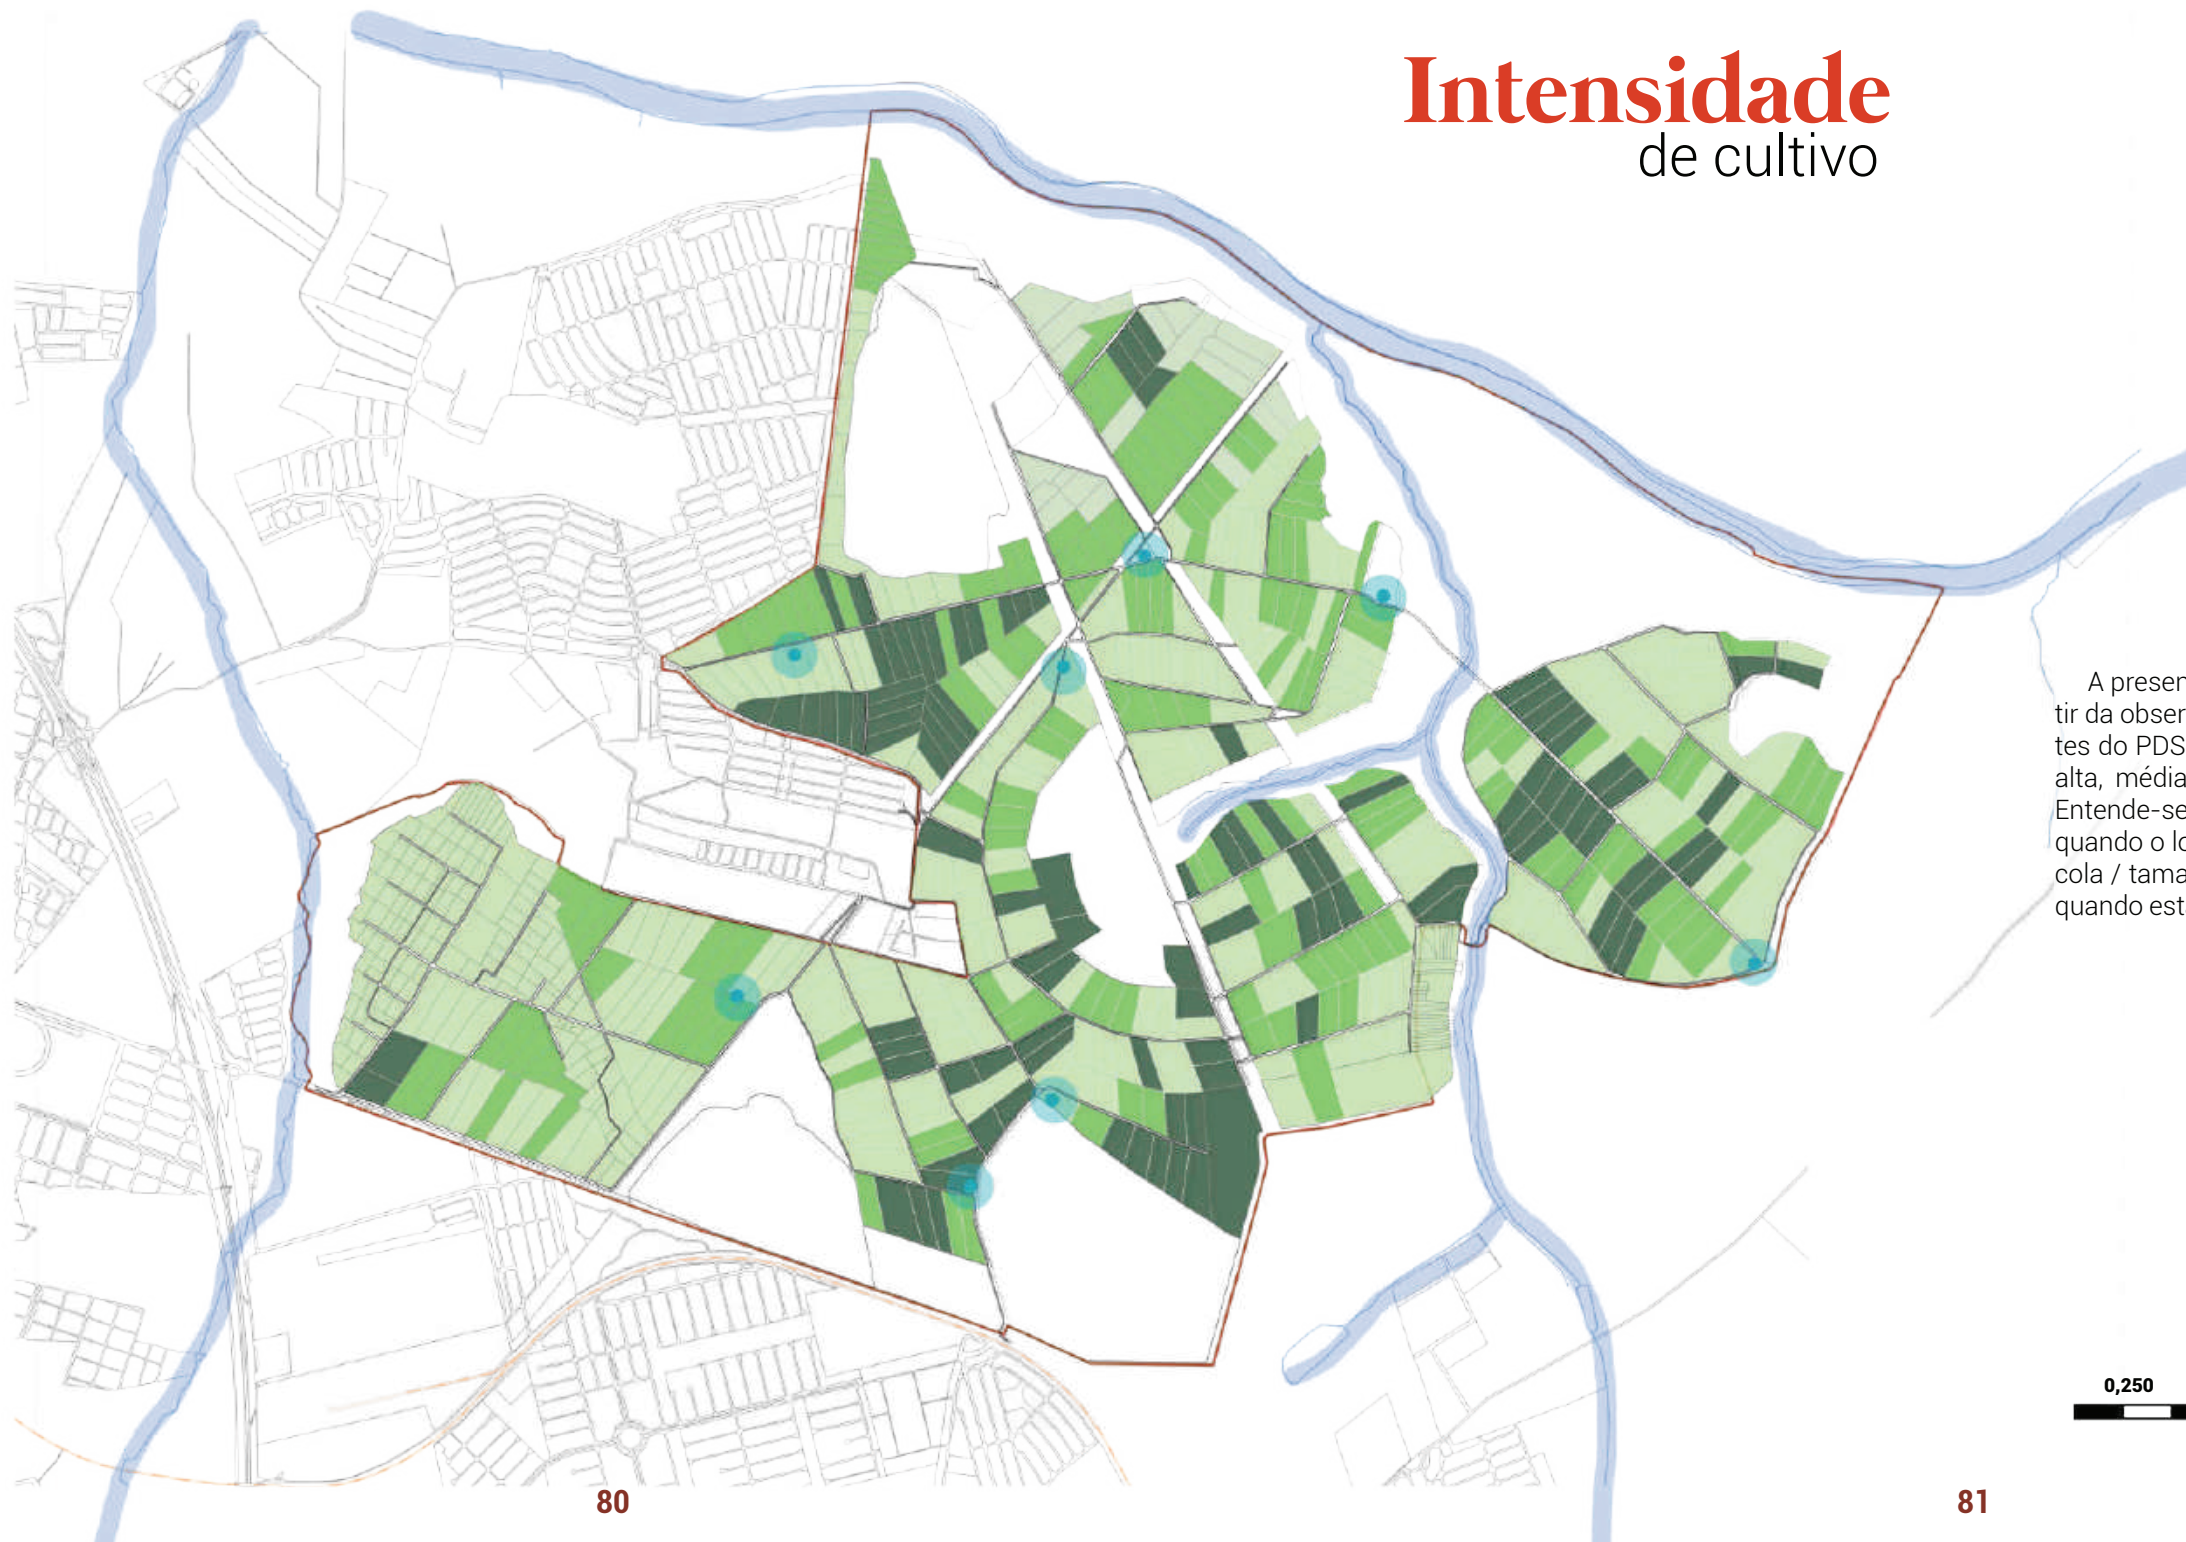 Intensidade
de cultivo
A presen
tir da obser
tes do PDS
alta, média
Entende-se
quando o lo
cola / tama
quando est
0,250
80
81